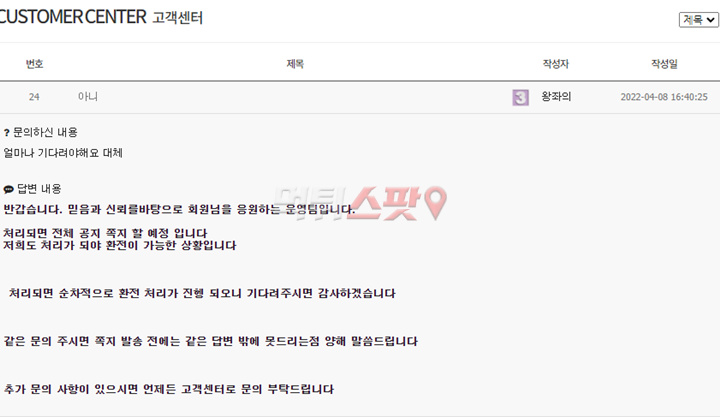 CUSTOMER CENTER 고객센터
제목
번호 제목 작성자 작성일
24 아니 3 왕좌의 2022-04-08 16:40:25
? 문의하신 내용
얼마나 기다려야해요 대체
답변 내용
먹튀스팟
반갑습니다. 믿음과 신뢰를바탕으로 회원님을 응원하는 운영팀입니다.
처리되면 전체 공지 쪽지 할 예정 입니다
저희도 처리가 되야 환전이 가능한 상황입니다
처리되면 순차적으로 환전 처리가 진행 되오니 기다려주시면 감사하겠습니다
같은 문의 주시면 쪽지 발송 전에는 같은 답변 밖에 못드리는점 양해 말씀드립니다
추가 문의 사항이 있으시면 언제든 고객센터로 문의 부탁드립니다